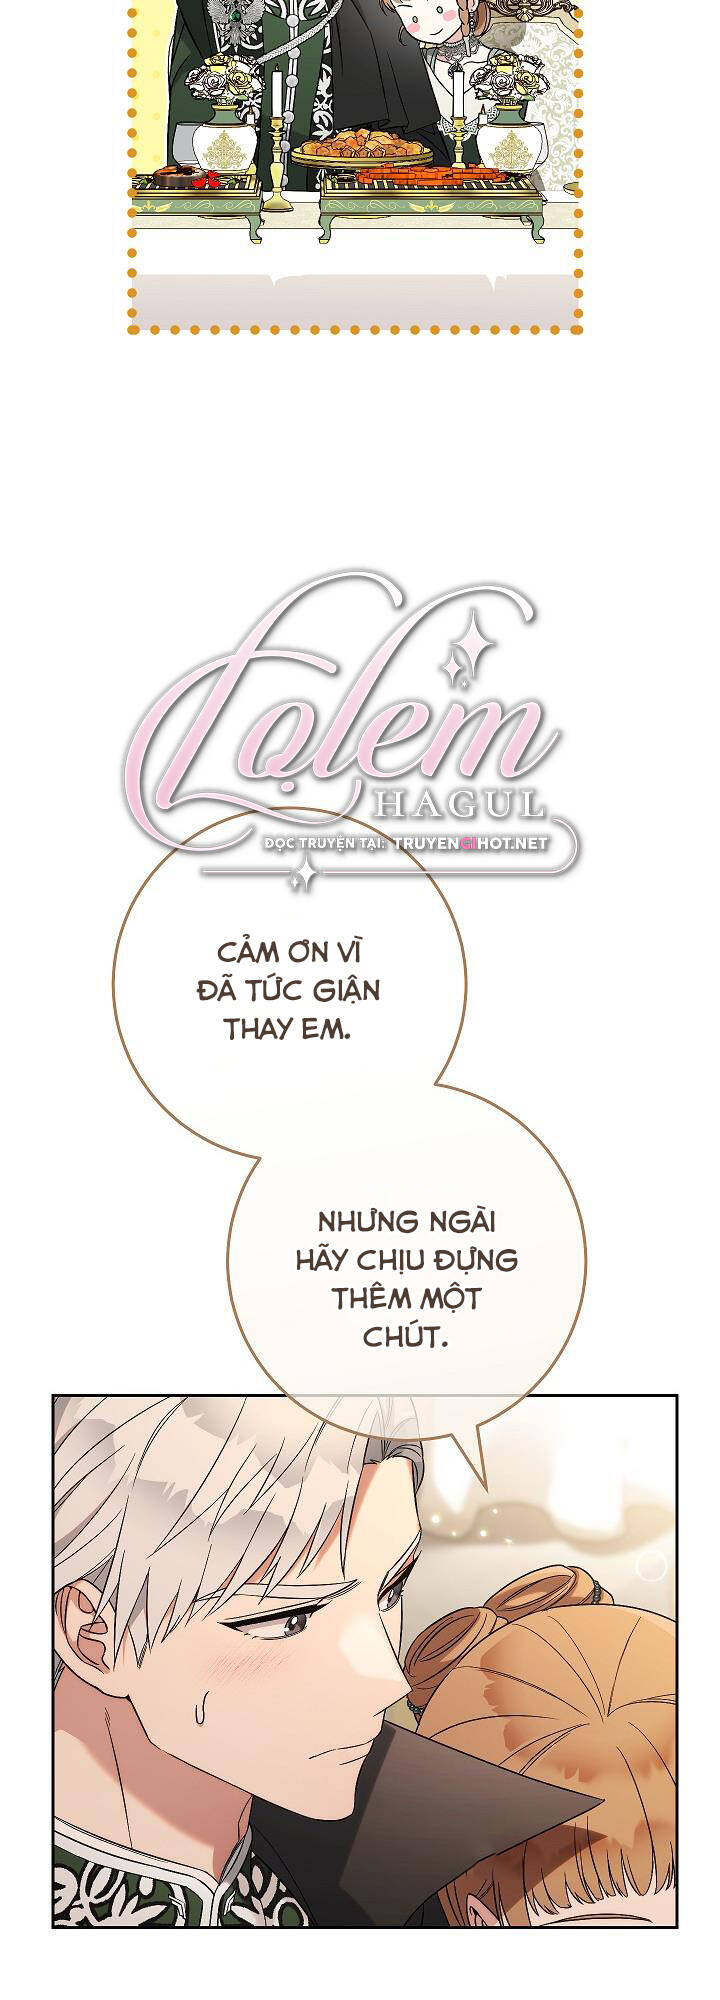 Lọlem
HAGUL
ĐỌC TRUYỆN TẠI: TRUYENGIHOT.NET
CẢM ƠN VÌ
ĐÃ TỨC GIẬN
THAY EM.
NHƯNG NGÀI
HÃY CHỊU ĐỰNG
THÊM MỘT
CHÚT.